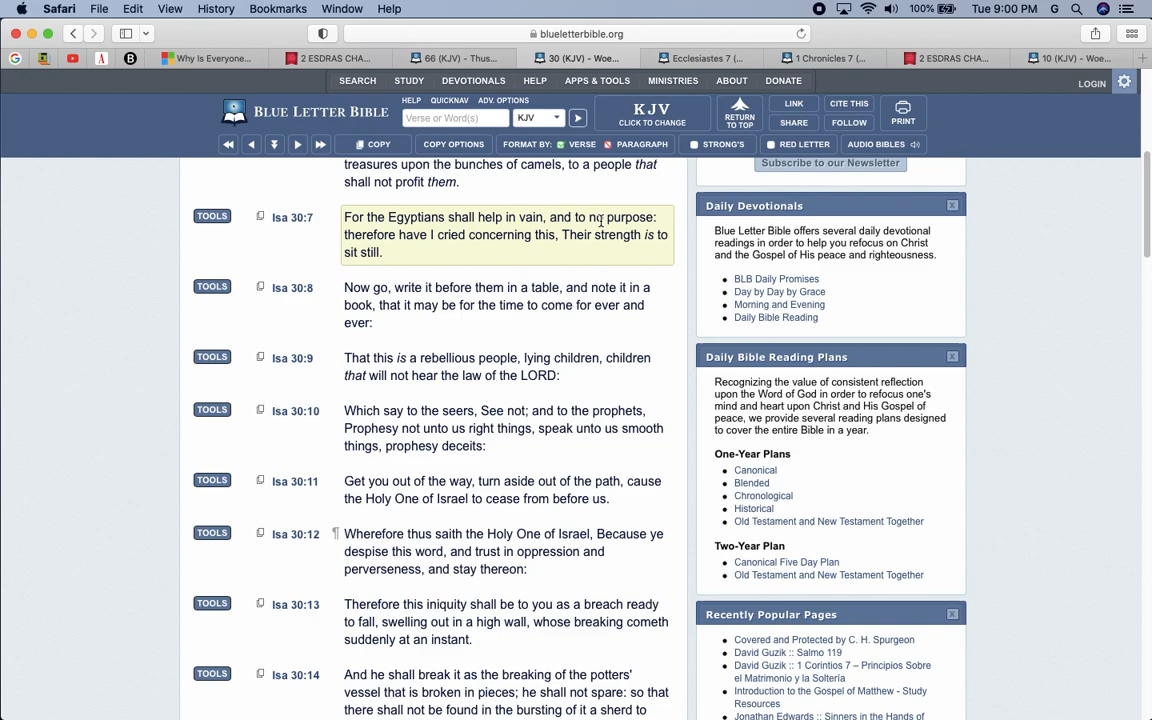 Safari File Edit View History Bookmarks Window Help 100% Tue 9:00 PM G
blueletterbible.org
Why Is Everyone... 2 ESDRAS CHA... 66 (KJV) - Thus... 30 (KJV) - Woe... Ecclesiastes 7 (... 1 Chronicles 7 (... 2 ESDRAS CHA... 10 (KJV) - Woe...
SEARCH STUDY DEVOTIONALS HELP APPS & TOOLS MINISTRIES ABOUT DONATE LOGIN
BLUE LETTER BIBLE
HELP QUICKNAV ADV. OPTIONS
Verse or Word(s) KJV
KJV
CLICK TO CHANGE
RETURN
TO TOP
LINK CITE THIS
SHARE FOLLOW
PRINT
COPY COPY OPTIONS FORMAT BY: VERSE PARAGRAPH STRONG'S RED LETTER AUDIO BIBLES
treasures upon the bunches of camels, to a people that
shall not profit them.
TOOLS Isa 30:7 For the Egyptians shall help in vain, and to no purpose:
therefore have I cried concerning this, Their strength is to
sit still.
TOOLS Isa 30:8 Now go, write it before them in a table, and note it in a
book, that it may be for the time to come for ever and
ever:
TOOLS Isa 30:9 That this is a rebellious people, lying children, children
that will not hear the law of the LORD:
TOOLS Isa 30:10 Which say to the seers, See not; and to the prophets,
Prophesy not unto us right things, speak unto us smooth
things, prophesy deceits:
TOOLS Isa 30:11 Get you out of the way, turn aside out of the path, cause
the Holy One of Israel to cease from before us.
TOOLS Isa 30:12 ¶ Wherefore thus saith the Holy One of Israel, Because ye
despise this word, and trust in oppression and
perverseness, and stay thereon:
TOOLS Isa 30:13 Therefore this iniquity shall be to you as a breach ready
to fall, swelling out in a high wall, whose breaking cometh
suddenly at an instant.
TOOLS Isa 30:14 And he shall break it as the breaking of the potters'
vessel that is broken in pieces; he shall not spare: so that
there shall not be found in the bursting of it a sherd to
Subscribe to our Newsletter
Daily Devotionals
Blue Letter Bible offers several daily devotional
readings in order to help you refocus on Christ
and the Gospel of His peace and righteousness.
BLB Daily Promises
Day by Day by Grace
Morning and Evening
Daily Bible Reading
Daily Bible Reading Plans
Recognizing the value of consistent reflection
upon the Word of God in order to refocus one's
mind and heart upon Christ and His Gospel of
peace, we provide several reading plans designed
to cover the entire Bible in a year.
One-Year Plans
Canonical
Blended
Chronological
Historical
Old Testament and New Testament Together
Two-Year Plan
Canonical Five Day Plan
Old Testament and New Testament Together
Recently Popular Pages
Covered and Protected by C. H. Spurgeon
David Guzik :: Salmo 119
David Guzik :: 1 Corintios 7 – Principios Sobre
el Matrimonio y la Soltería
Introduction to the Gospel of Matthew - Study
Resources
Jonathan Edwards :: Sinners in the Hands of